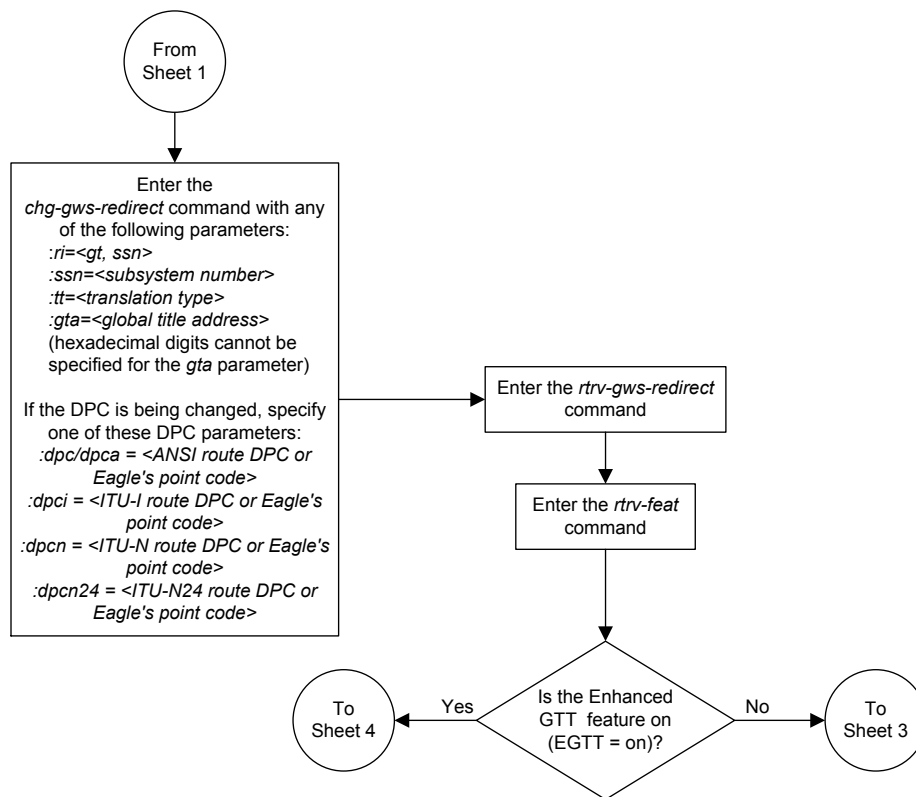 From
Sheet 1
Enter the
chg-gws-redirect command with any
of the following parameters:
:ri=<gt, ssn>
:ssn=<subsystem number>
:tt=<translation type>
:gta=<global title address>
(hexadecimal digits cannot be
specified for the gta parameter)
If the DPC is being changed, specify
one of these DPC parameters:
:dpc/dpca = <ANSI route DPC or
Eagle's point code>
:dpci = <ITU-I route DPC or Eagle's
point code>
:dpcn = <ITU-N route DPC or Eagle's
point code>
:dpcn24 = <ITU-N24 route DPC or
Eagle's point code>
Enter the rtrv-gws-redirect
command
Enter the rtrv-feat
command
Is the Enhanced
GTT feature on
(EGTT = on)?
Yes
To
Sheet 4
No
To
Sheet 3